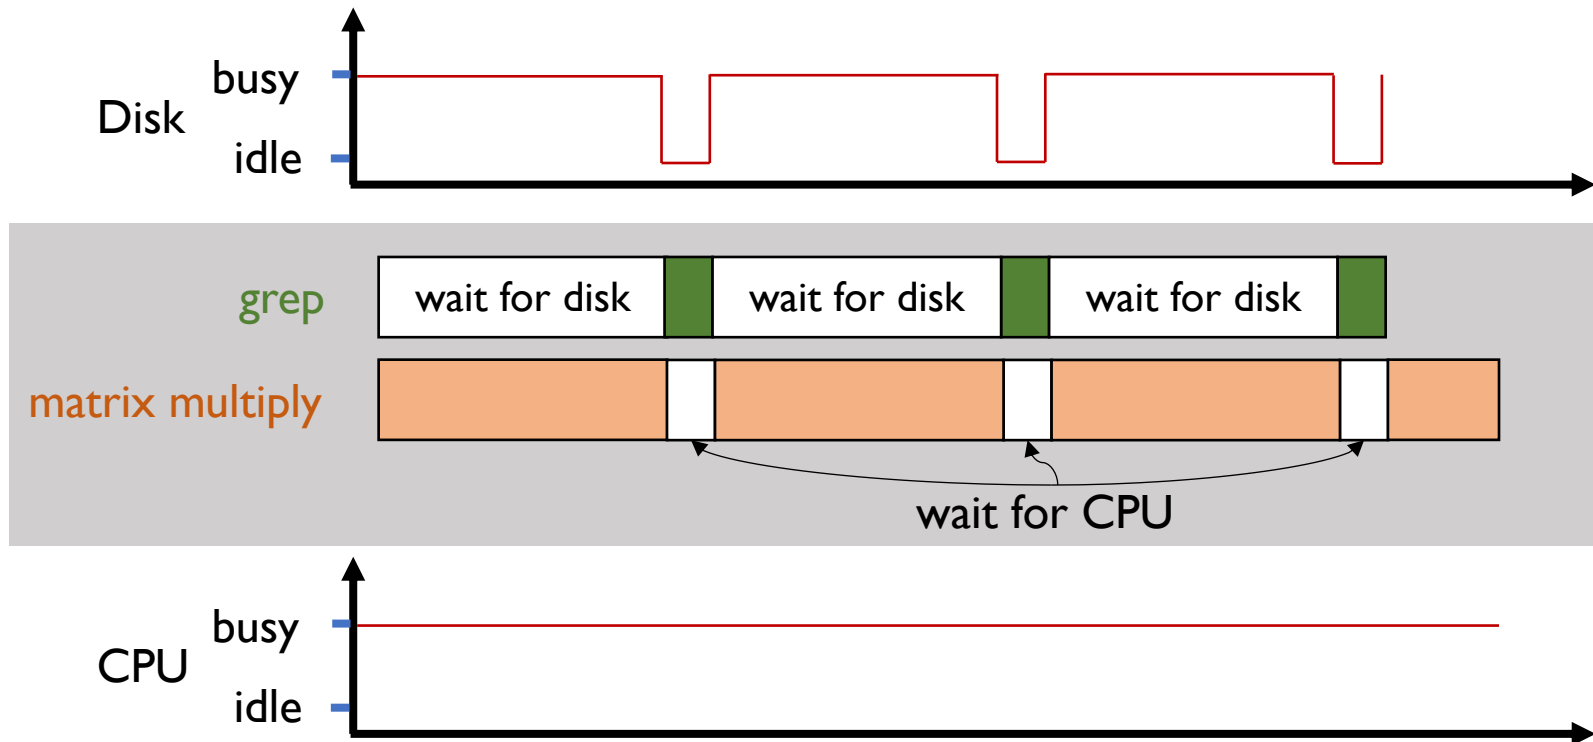 busy
Disk
idle
grep
wait for disk wait for disk wait for disk
matrix multiply
wait for CPU
busy
CPU
idle